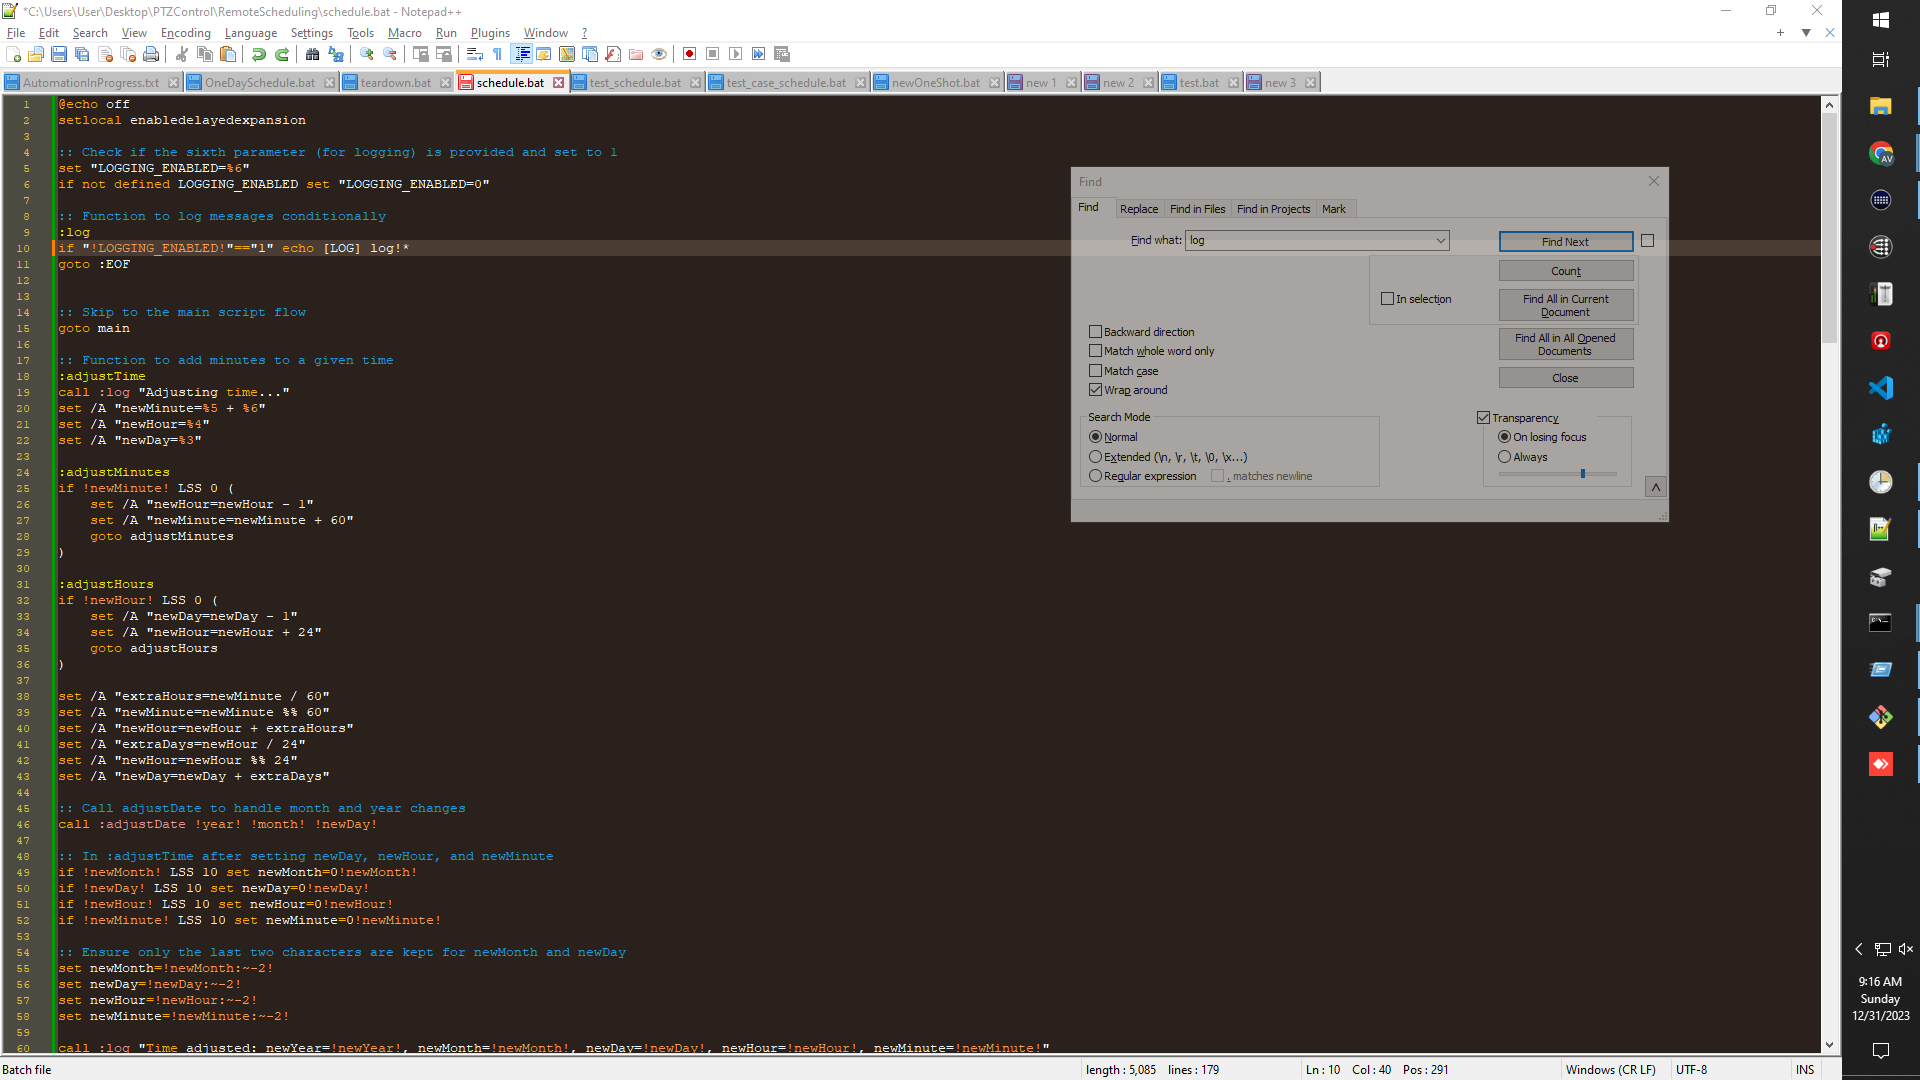 *C:\Users\User\Desktop\PTZControl\RemoteScheduling\schedule.bat - Notepad++
File Edit Search View Encoding Language Settings Tools Macro Run Plugins Window ?
AutomationInProgress.txt OneDaySchedule.bat teardown.bat schedule.bat test_schedule.bat test_case_schedule.bat newOneShot.bat new 1 new 2 test.bat new 3
1 @echo off
2 setlocal enabledelayedexpansion
3
4 :: Check if the sixth parameter (for logging) is provided and set to 1
5 set "LOGGING_ENABLED=%6"
6 if not defined LOGGING_ENABLED set "LOGGING_ENABLED=0"
7
8 :: Function to log messages conditionally
9 :log
10 if "!LOGGING_ENABLED!"=="1" echo [LOG] log!*
11 goto :EOF
12
13
14 :: Skip to the main script flow
15 goto main
16
17 :: Function to add minutes to a given time
18 :adjustTime
19 call :log "Adjusting time..."
20 set /A "newMinute=%5 + %6"
21 set /A "newHour=%4"
22 set /A "newDay=%3"
23
24 :adjustMinutes
25 if !newMinute! LSS 0 (
26 set /A "newHour=newHour - 1"
27 set /A "newMinute=newMinute + 60"
28 goto adjustMinutes
29 )
30
31 :adjustHours
32 if !newHour! LSS 0 (
33 set /A "newDay=newDay - 1"
34 set /A "newHour=newHour + 24"
35 goto adjustHours
36 )
37
38 set /A "extraHours=newMinute / 60"
39 set /A "newMinute=newMinute %% 60"
40 set /A "newHour=newHour + extraHours"
41 set /A "extraDays=newHour / 24"
42 set /A "newHour=newHour %% 24"
43 set /A "newDay=newDay + extraDays"
44
45 :: Call adjustDate to handle month and year changes
46 call :adjustDate !year! !month! !newDay!
47
48 :: In :adjustTime after setting newDay, newHour, and newMinute
49 if !newMonth! LSS 10 set newMonth=0!newMonth!
50 if !newDay! LSS 10 set newDay=0!newDay!
51 if !newHour! LSS 10 set newHour=0!newHour!
52 if !newMinute! LSS 10 set newMinute=0!newMinute!
53
54 :: Ensure only the last two characters are kept for newMonth and newDay
55 set newMonth=!newMonth:~-2!
56 set newDay=!newDay:~-2!
57 set newHour=!newHour:~-2!
58 set newMinute=!newMinute:~-2!
59
60 call :log "Time adjusted: newYear=!newYear!, newMonth=!newMonth!, newDay=!newDay!, newHour=!newHour!, newMinute=!newMinute!"
Find
Find Replace Find in Files Find in Projects Mark
Find what: log
Find Next
Count
In selection
Find All in Current Document
Find All in All Opened Documents
Close
Backward direction
Match whole word only
Match case
Wrap around
Search Mode
Normal
Extended (\n, \r, \t, \0, \x...)
Regular expression . matches newline
Transparency
On losing focus
Always
AV
9:16 AM
Sunday
12/31/2023
Batch file length : 5,085 lines : 179 Ln : 10 Col : 40 Pos : 291 Windows (CR LF) UTF-8 INS